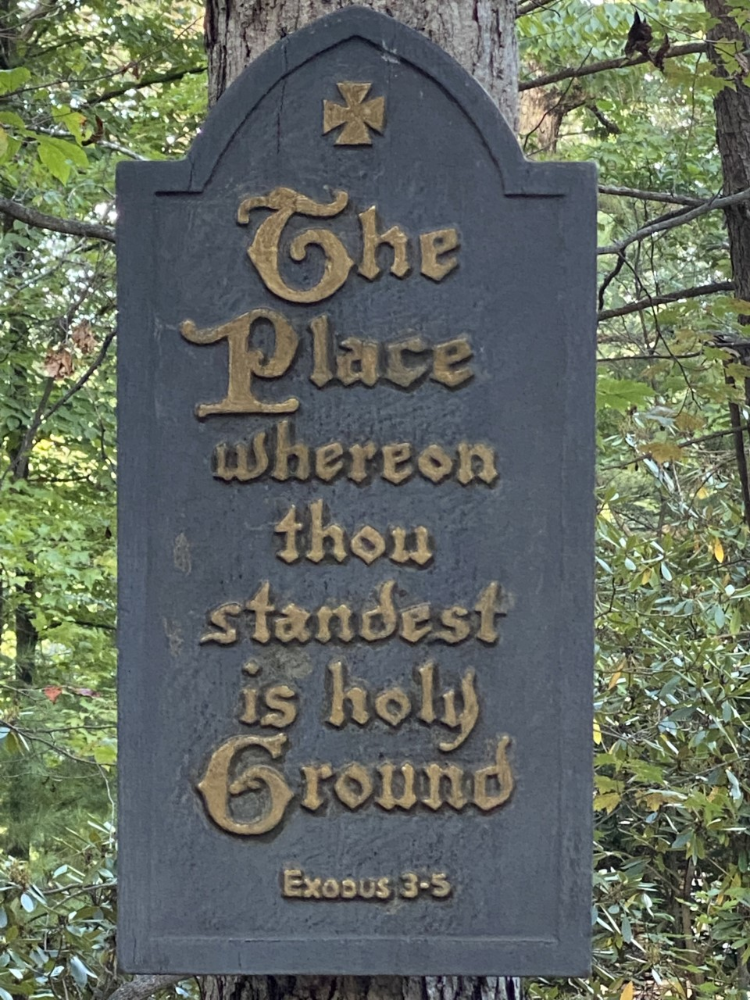 The
Place
whereon
thou
standest
is holy
Ground
Exodus 3-5